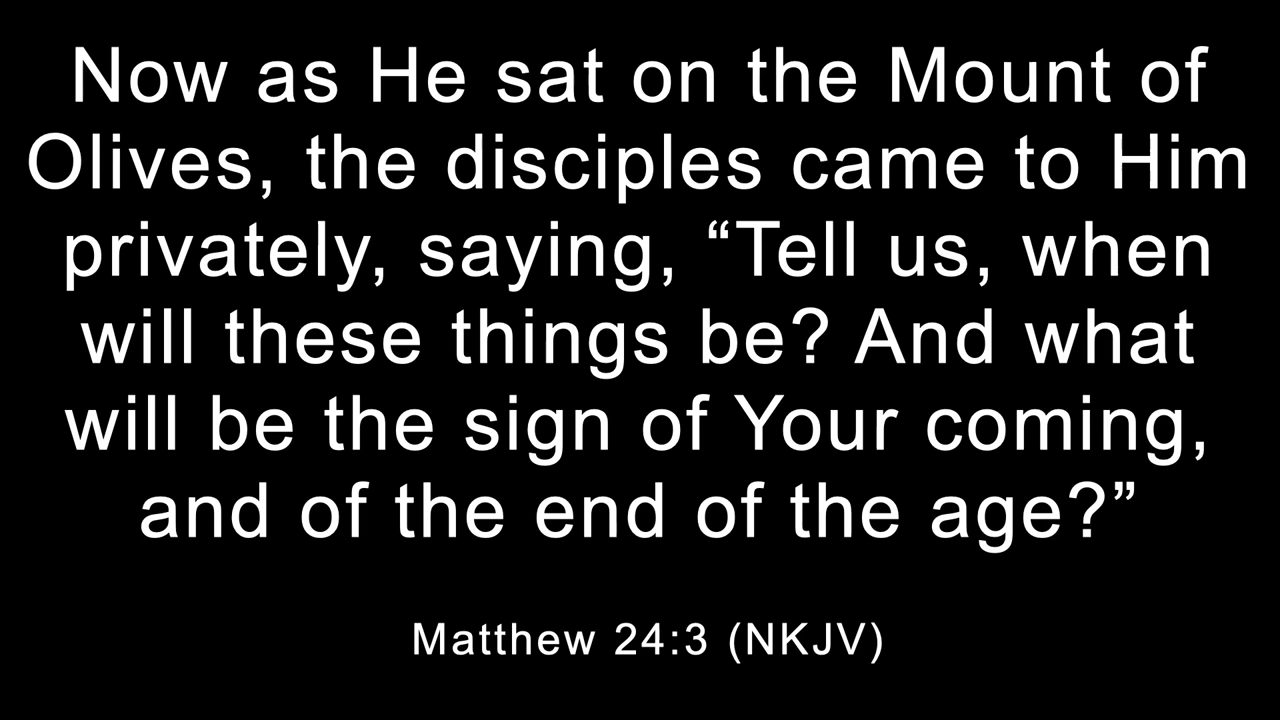 Now as He sat on the Mount of
Olives, the disciples came to Him
privately, saying, “Tell us, when
will these things be? And what
will be the sign of Your coming,
and of the end of the age?”
Matthew 24:3 (NKJV)